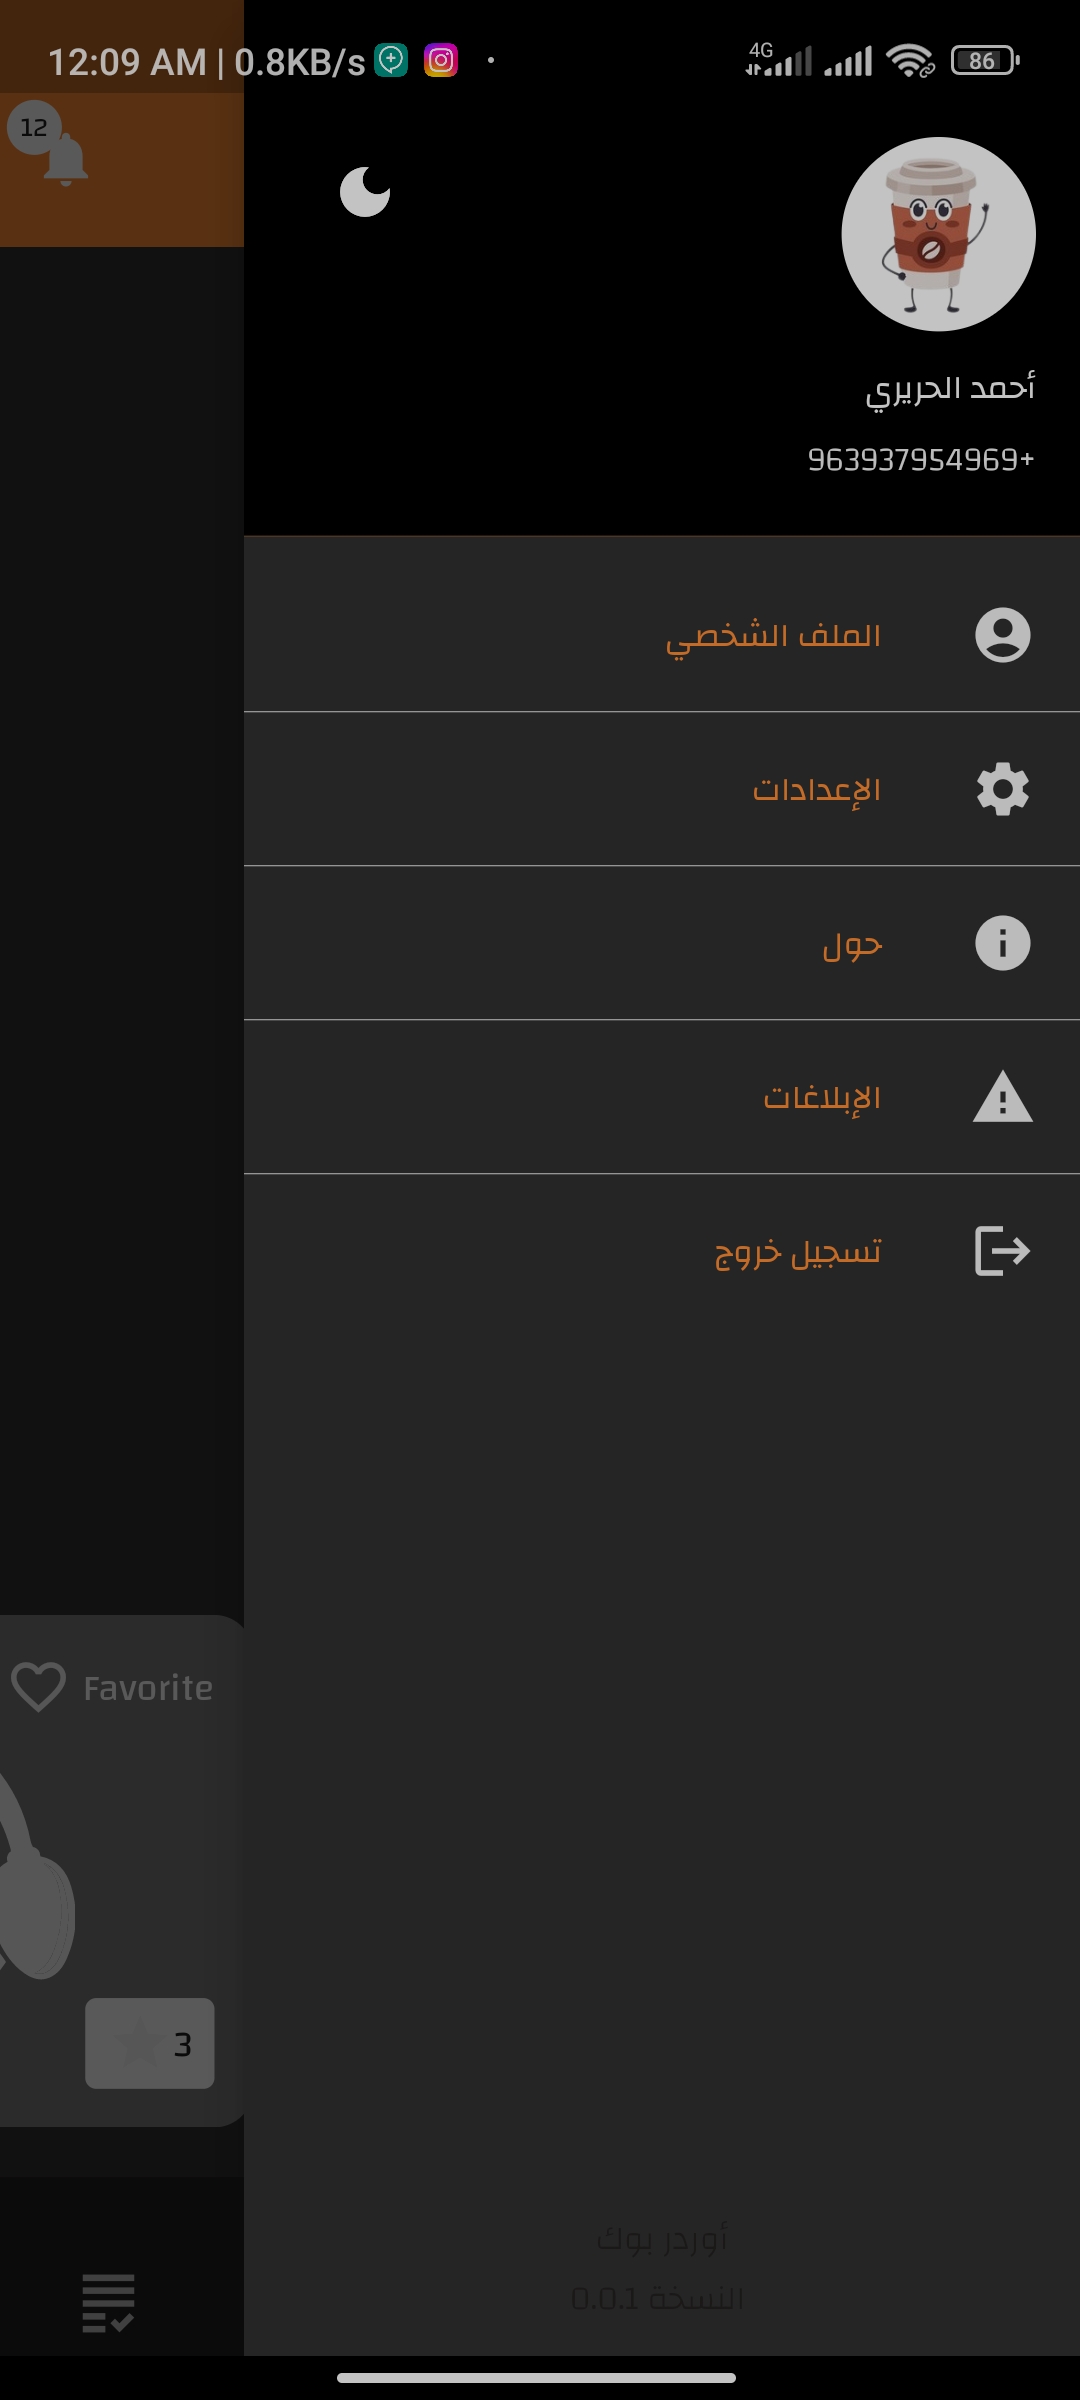 12:09 AM | 0.8KB/s
4G
86
12
أحمد الحريري
963937954969+
الملف الشخصي
الإعدادات
حول
الإبلاغات
تسجيل خروج
Favorite
3
أوردر بوك
النسخة 0.0.1